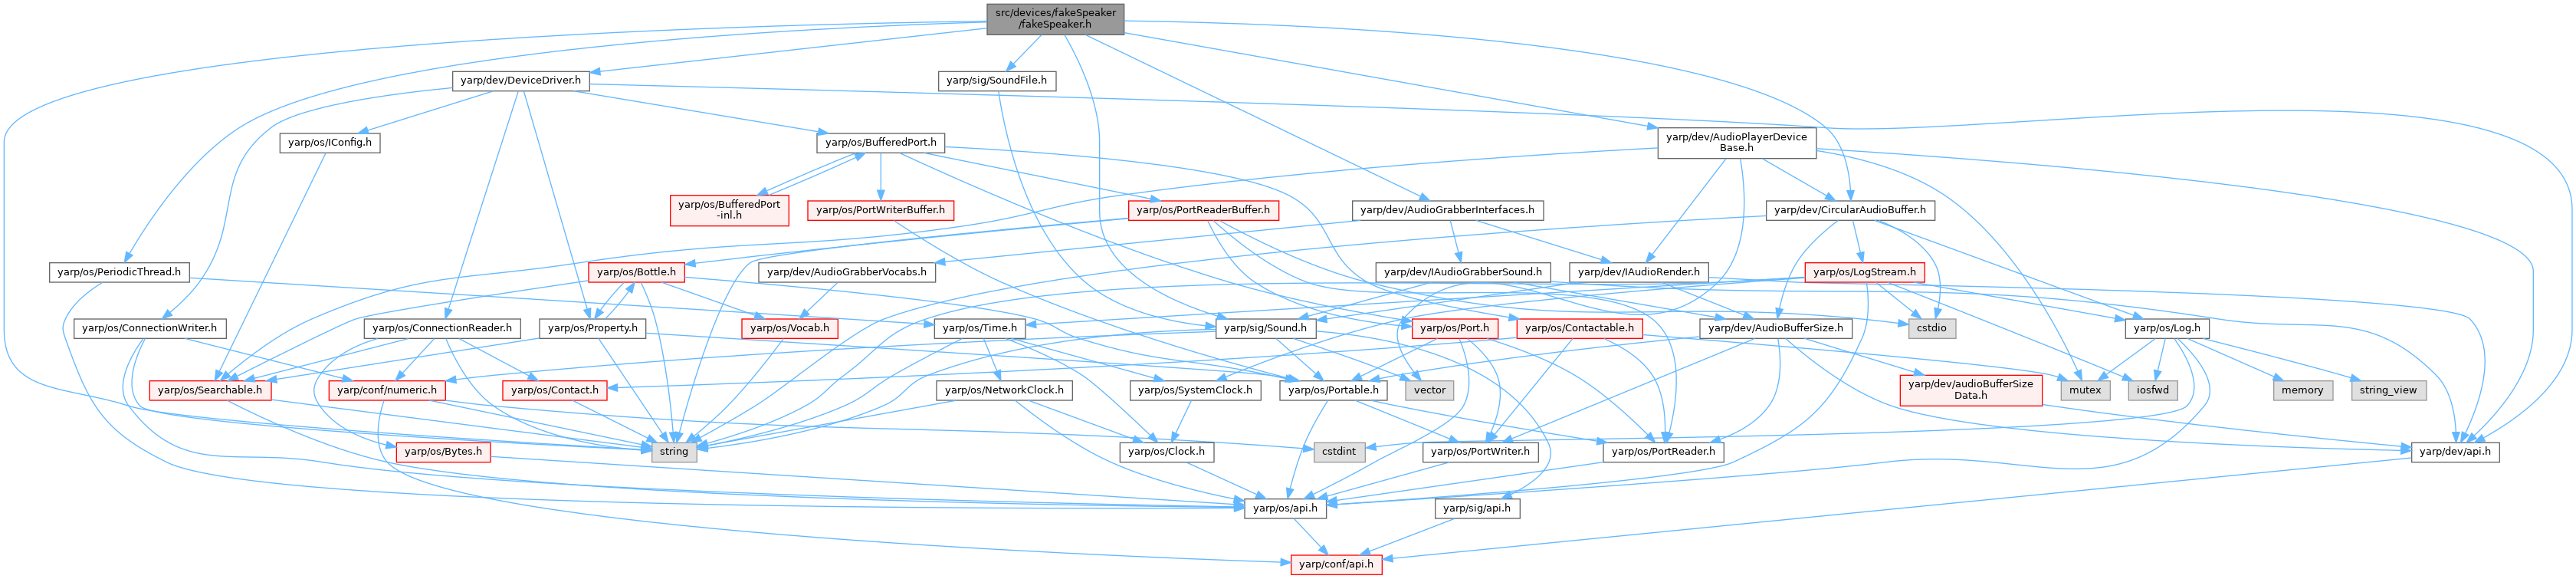 src/devices/fakeSpeaker
/fakeSpeaker.h
yarp/dev/DeviceDriver.h
yarp/sig/SoundFile.h
yarp/os/IConfig.h
yarp/os/BufferedPort.h
yarp/dev/AudioPlayerDevice
Base.h
yarp/os/BufferedPort
-inl.h
yarp/os/PortWriterBuffer.h
yarp/os/PortReaderBuffer.h
yarp/dev/AudioGrabberInterfaces.h
yarp/dev/CircularAudioBuffer.h
yarp/os/PeriodicThread.h
yarp/os/Bottle.h
yarp/dev/AudioGrabberVocabs.h
yarp/dev/IAudioGrabberSound.h
yarp/dev/IAudioRender.h
yarp/os/LogStream.h
yarp/os/ConnectionWriter.h
yarp/os/ConnectionReader.h
yarp/os/Property.h
yarp/os/Vocab.h
yarp/os/Time.h
yarp/sig/Sound.h
yarp/os/Port.h
yarp/os/Contactable.h
yarp/dev/AudioBufferSize.h
cstdio
yarp/os/Log.h
yarp/os/Searchable.h
yarp/conf/numeric.h
yarp/os/Contact.h
yarp/os/NetworkClock.h
yarp/os/SystemClock.h
yarp/os/Portable.h
vector
yarp/dev/audioBufferSize
Data.h
mutex
iosfwd
memory
string_view
yarp/os/Bytes.h
string
yarp/os/Clock.h
cstdint
yarp/os/PortWriter.h
yarp/os/PortReader.h
yarp/dev/api.h
yarp/os/api.h
yarp/sig/api.h
yarp/conf/api.h